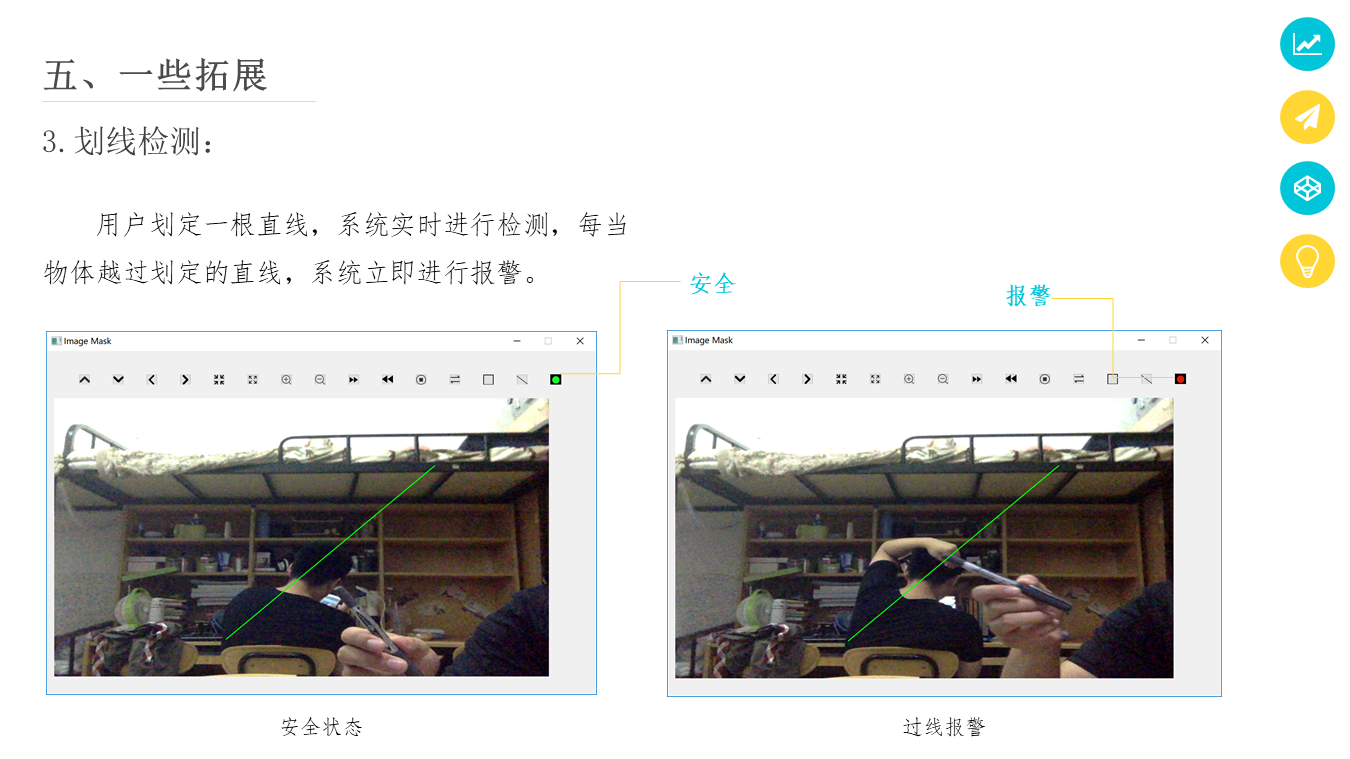 五、一些拓展
3.划线检测：
用户划定一根直线，系统实时进行检测，每当
物体越过划定的直线，系统立即进行报警。
安全
报警
Image Mask
Image Mask
安全状态
过线报警